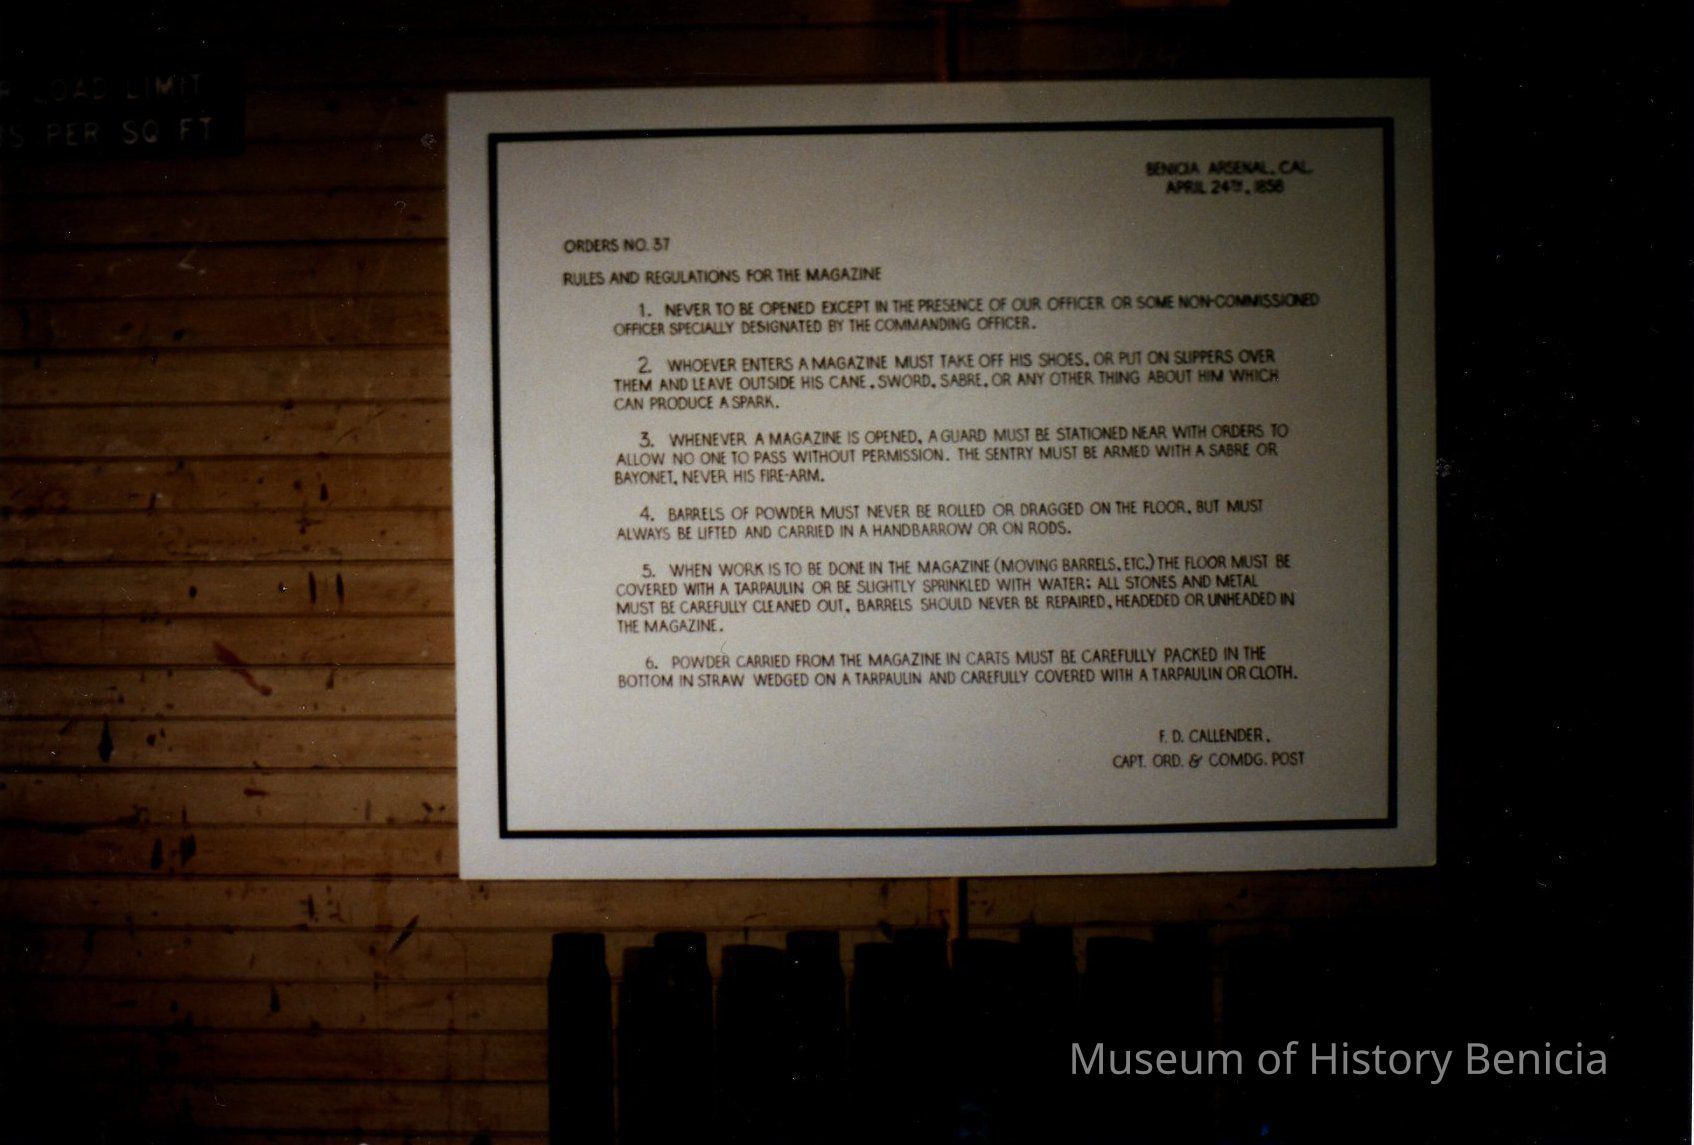 LOAD LIMIT
PER SQ FT
BENICIA ARSENAL, CAL.
APRIL 24TH, 1858
ORDERS NO. 37
RULES AND REGULATIONS FOR THE MAGAZINE
1. NEVER TO BE OPENED EXCEPT IN THE PRESENCE OF OUR OFFICER OR SOME NON-COMMISSIONED
OFFICER SPECIALLY DESIGNATED BY THE COMMANDING OFFICER.
2. WHOEVER ENTERS A MAGAZINE MUST TAKE OFF HIS SHOES, OR PUT ON SLIPPERS OVER
THEM AND LEAVE OUTSIDE HIS CANE, SWORD, SABRE, OR ANY OTHER THING ABOUT HIM WHICH
CAN PRODUCE A SPARK.
3. WHENEVER A MAGAZINE IS OPENED, A GUARD MUST BE STATIONED NEAR WITH ORDERS TO
ALLOW NO ONE TO PASS WITHOUT PERMISSION. THE SENTRY MUST BE ARMED WITH A SABRE OR
BAYONET, NEVER HIS FIRE-ARM.
4. BARRELS OF POWDER MUST NEVER BE ROLLED OR DRAGGED ON THE FLOOR, BUT MUST
ALWAYS BE LIFTED AND CARRIED IN A HANDBARROW OR ON RODS.
5. WHEN WORK IS TO BE DONE IN THE MAGAZINE (MOVING BARRELS, ETC.) THE FLOOR MUST BE
COVERED WITH A TARPAULIN OR BE SLIGHTLY SPRINKLED WITH WATER; ALL STONES AND METAL
MUST BE CAREFULLY CLEANED OUT, BARRELS SHOULD NEVER BE REPAIRED, HEADEDED OR UNHEADED IN
THE MAGAZINE.
6. POWDER CARRIED FROM THE MAGAZINE IN CARTS MUST BE CAREFULLY PACKED IN THE
BOTTOM IN STRAW WEDGED ON A TARPAULIN AND CAREFULLY COVERED WITH A TARPAULIN OR CLOTH.
F. D. CALLENDER,
CAPT. ORD. & COMDG. POST
Museum of History Benicia